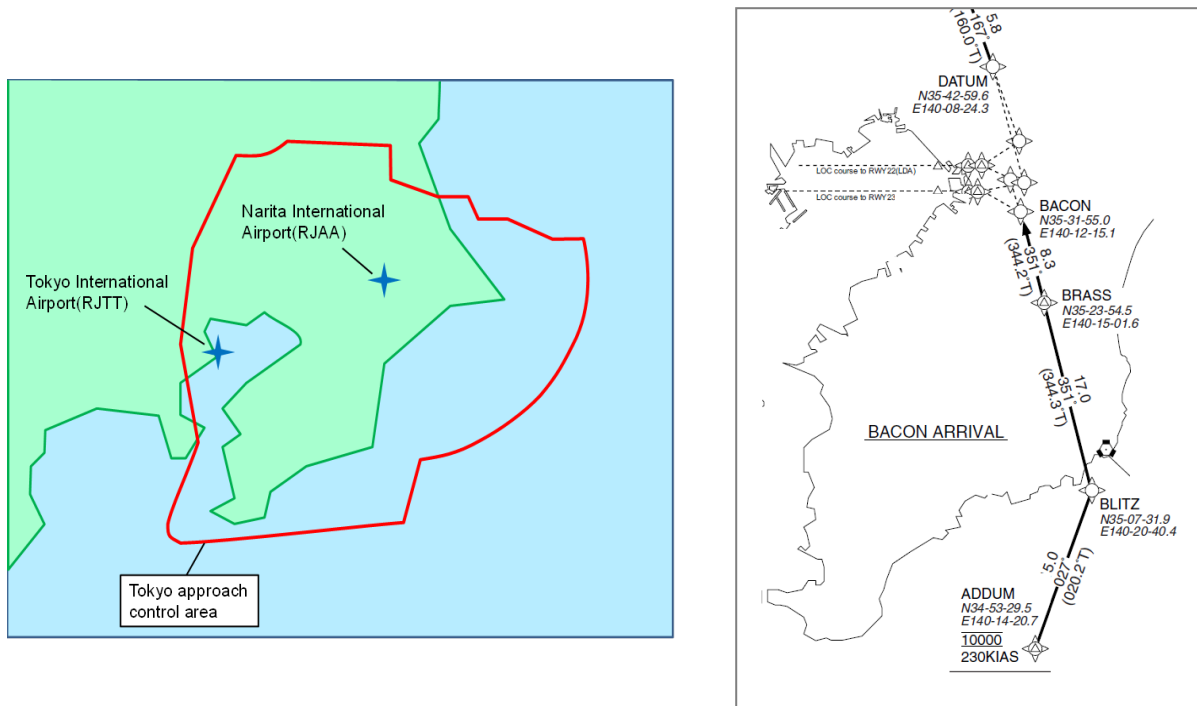 Narita International
Airport(RJAA)
Tokyo International
Airport(RJTT)
Tokyo approach
control area
5.8
167°
(160.0°T)
DATUM
N35-42-59.6
E140-08-24.3
LOC course to RWY22(LDA)
LOC course to RWY23
BACON
N35-31-55.0
E140-12-15.1
8.3
351°
(344.2°T)
BRASS
N35-23-54.5
E140-15-01.6
17.0
351°
(344.3°T)
BACON ARRIVAL
BLITZ
N35-07-31.9
E140-20-40.4
5.0
027°
(020.2°T)
ADDUM
N34-53-29.5
E140-14-20.7
10000
230KIAS